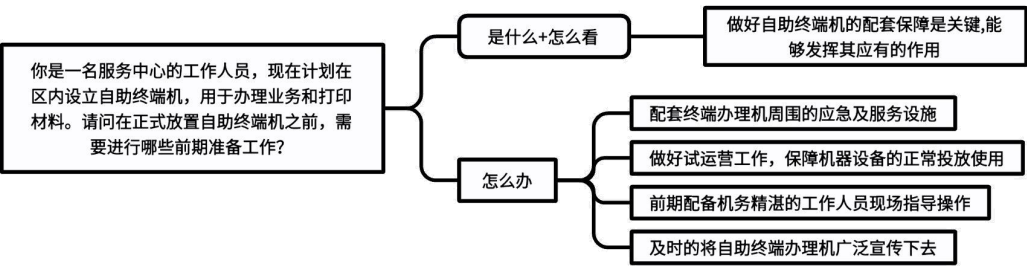 是什么+怎么看
做好自助终端机的配套保障是关键,能
够发挥其应有的作用
你是一名服务中心的工作人员，现在计划在
区内设立自助终端机，用于办理业务和打印
材料。请问在正式放置自助终端机之前，需
要进行哪些前期准备工作？
怎么办
配套终端办理机周围的应急及服务设施
做好试运营工作，保障机器设备的正常投放使用
前期配备机务精湛的工作人员现场指导操作
及时的将自助终端办理机广泛宣传下去